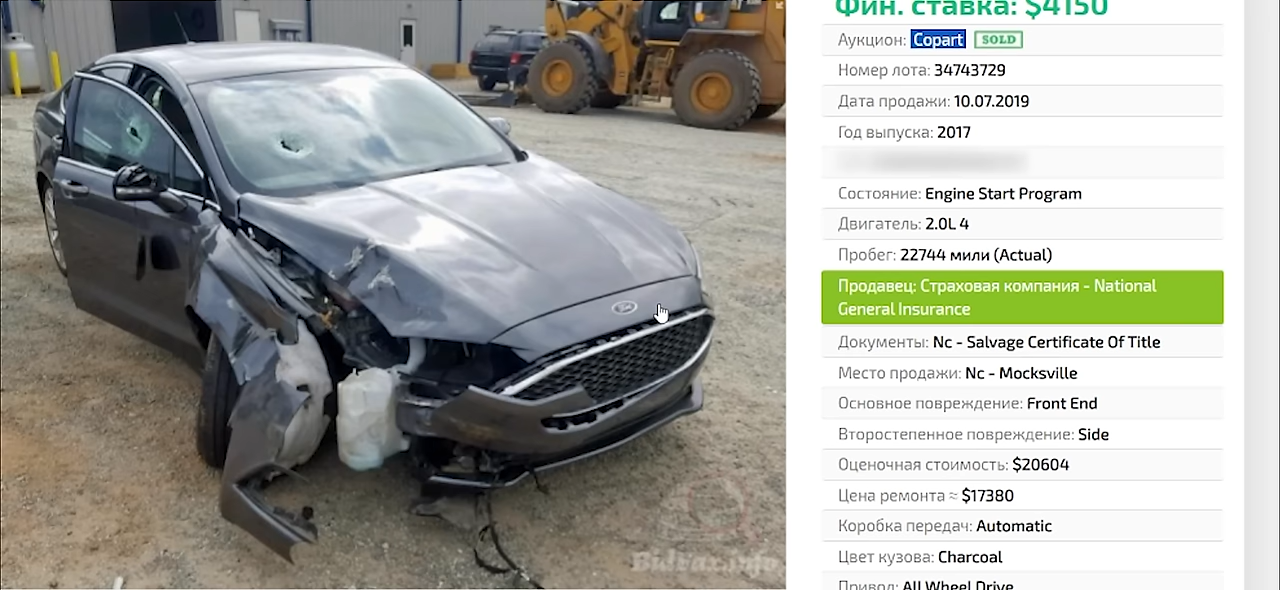 Фин. ставка: $4150
Аукцион: Copart SOLD
Номер лота: 34743729
Дата продажи: 10.07.2019
Год выпуска: 2017
Состояние: Engine Start Program
Двигатель: 2.0L 4
Пробег: 22744 мили (Actual)
Продавец: Страховая компания - National
General Insurance
Документы: Nc - Salvage Certificate Of Title
Место продажи: Nc - Mocksville
Основное повреждение: Front End
Второстепенное повреждение: Side
Оценочная стоимость: $20604
Цена ремонта ≈ $17380
Коробка передач: Automatic
Цвет кузова: Charcoal
Привод: All Wheel Drive